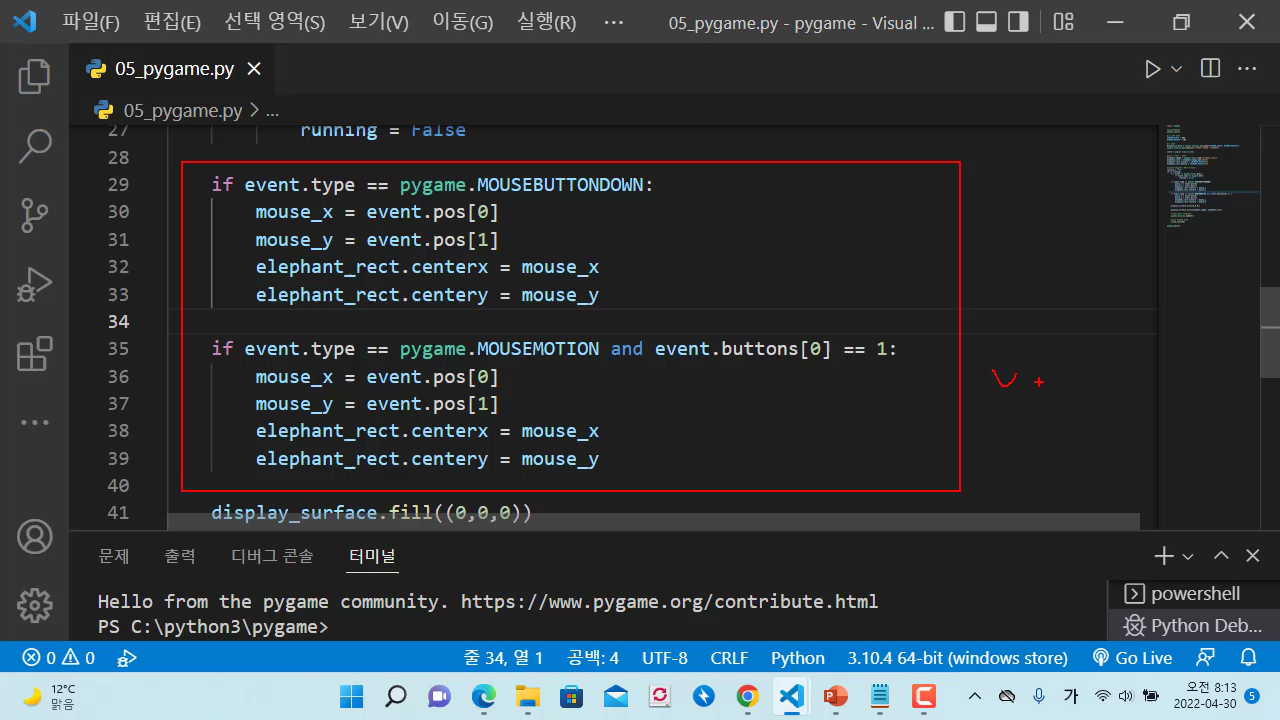 파일(F) 편집(E) 선택 영역(S) 보기(V) 이동(G) 실행(R) ··· 05_pygame.py - pygame - Visual ...
05_pygame.py
05_pygame.py > ...
27 running = False
28
29 if event.type == pygame.MOUSEBUTTONDOWN:
30 mouse_x = event.pos[0]
31 mouse_y = event.pos[1]
32 elephant_rect.centerx = mouse_x
33 elephant_rect.centery = mouse_y
34
35 if event.type == pygame.MOUSEMOTION and event.buttons[0] == 1:
36 mouse_x = event.pos[0]
37 mouse_y = event.pos[1]
38 elephant_rect.centerx = mouse_x
39 elephant_rect.centery = mouse_y
40
41 display_surface.fill((0,0,0))
문제 출력 디버그 콘솔 터미널
Hello from the pygame community. https://www.pygame.org/contribute.html
PS C:\python3\pygame>
powershell
Python Deb...
0 0 줄 34, 열 1 공백: 4 UTF-8 CRLF Python 3.10.4 64-bit (windows store) Go Live
12°C
맑음
가
오전 8:13
2022-04-30
5